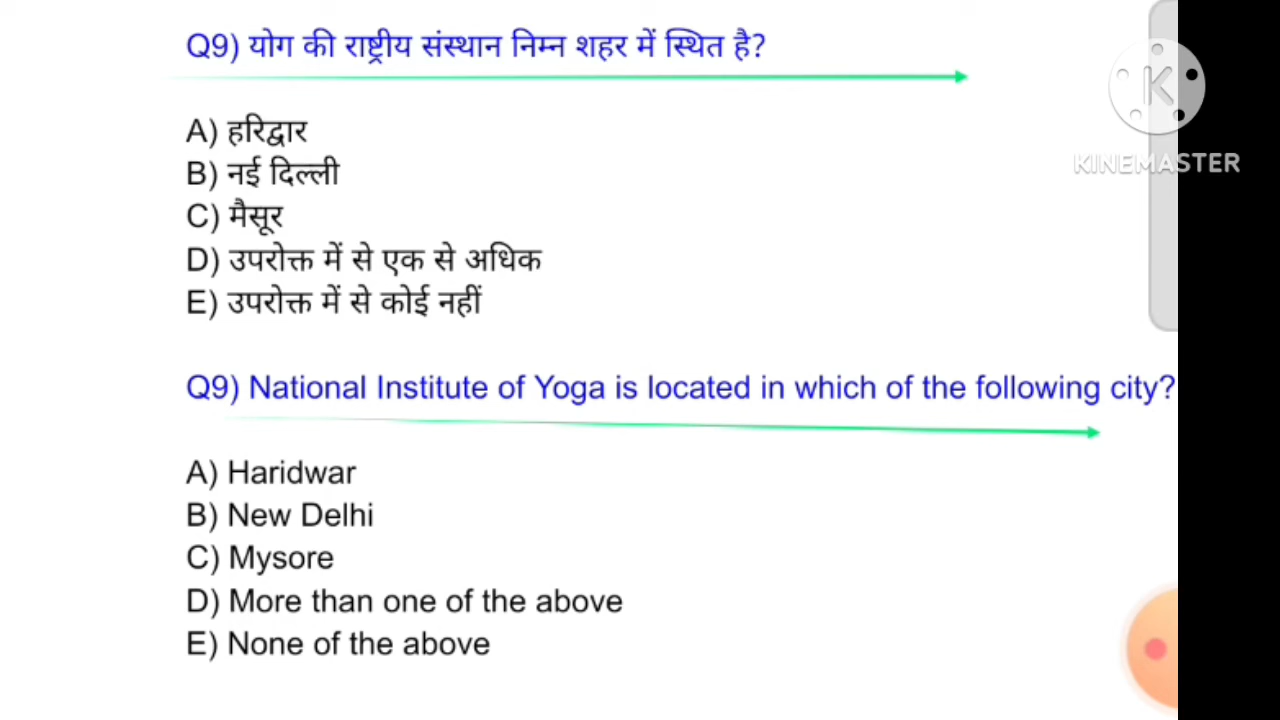 Q9) योग की राष्ट्रीय संस्थान निम्न शहर में स्थित है?
A) हरिद्वार
B) नई दिल्ली
C) मैसूर
D) उपरोक्त में से एक से अधिक
E) उपरोक्त में से कोई नहीं
Q9) National Institute of Yoga is located in which of the following city?
A) Haridwar
B) New Delhi
C) Mysore
D) More than one of the above
E) None of the above
K
KINEMASTER